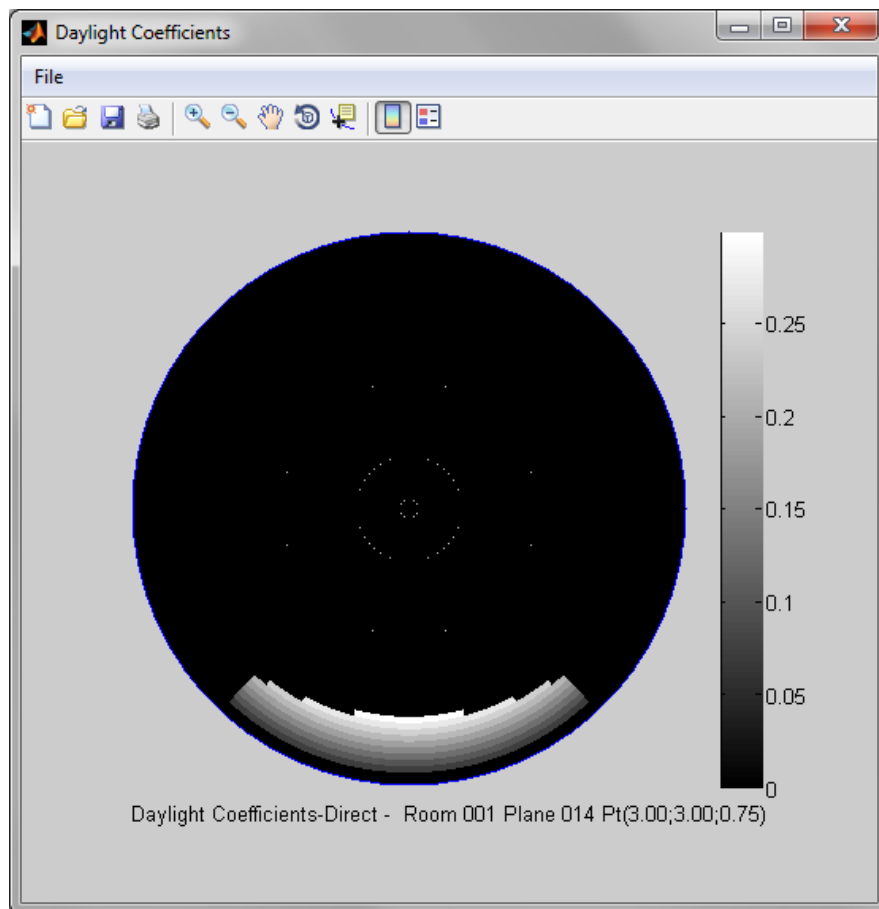 Daylight Coefficients
File
0.25
0.2
0.15
0.1
0.05
0
Daylight Coefficients-Direct - Room 001 Plane 014 Pt(3.00;3.00;0.75)